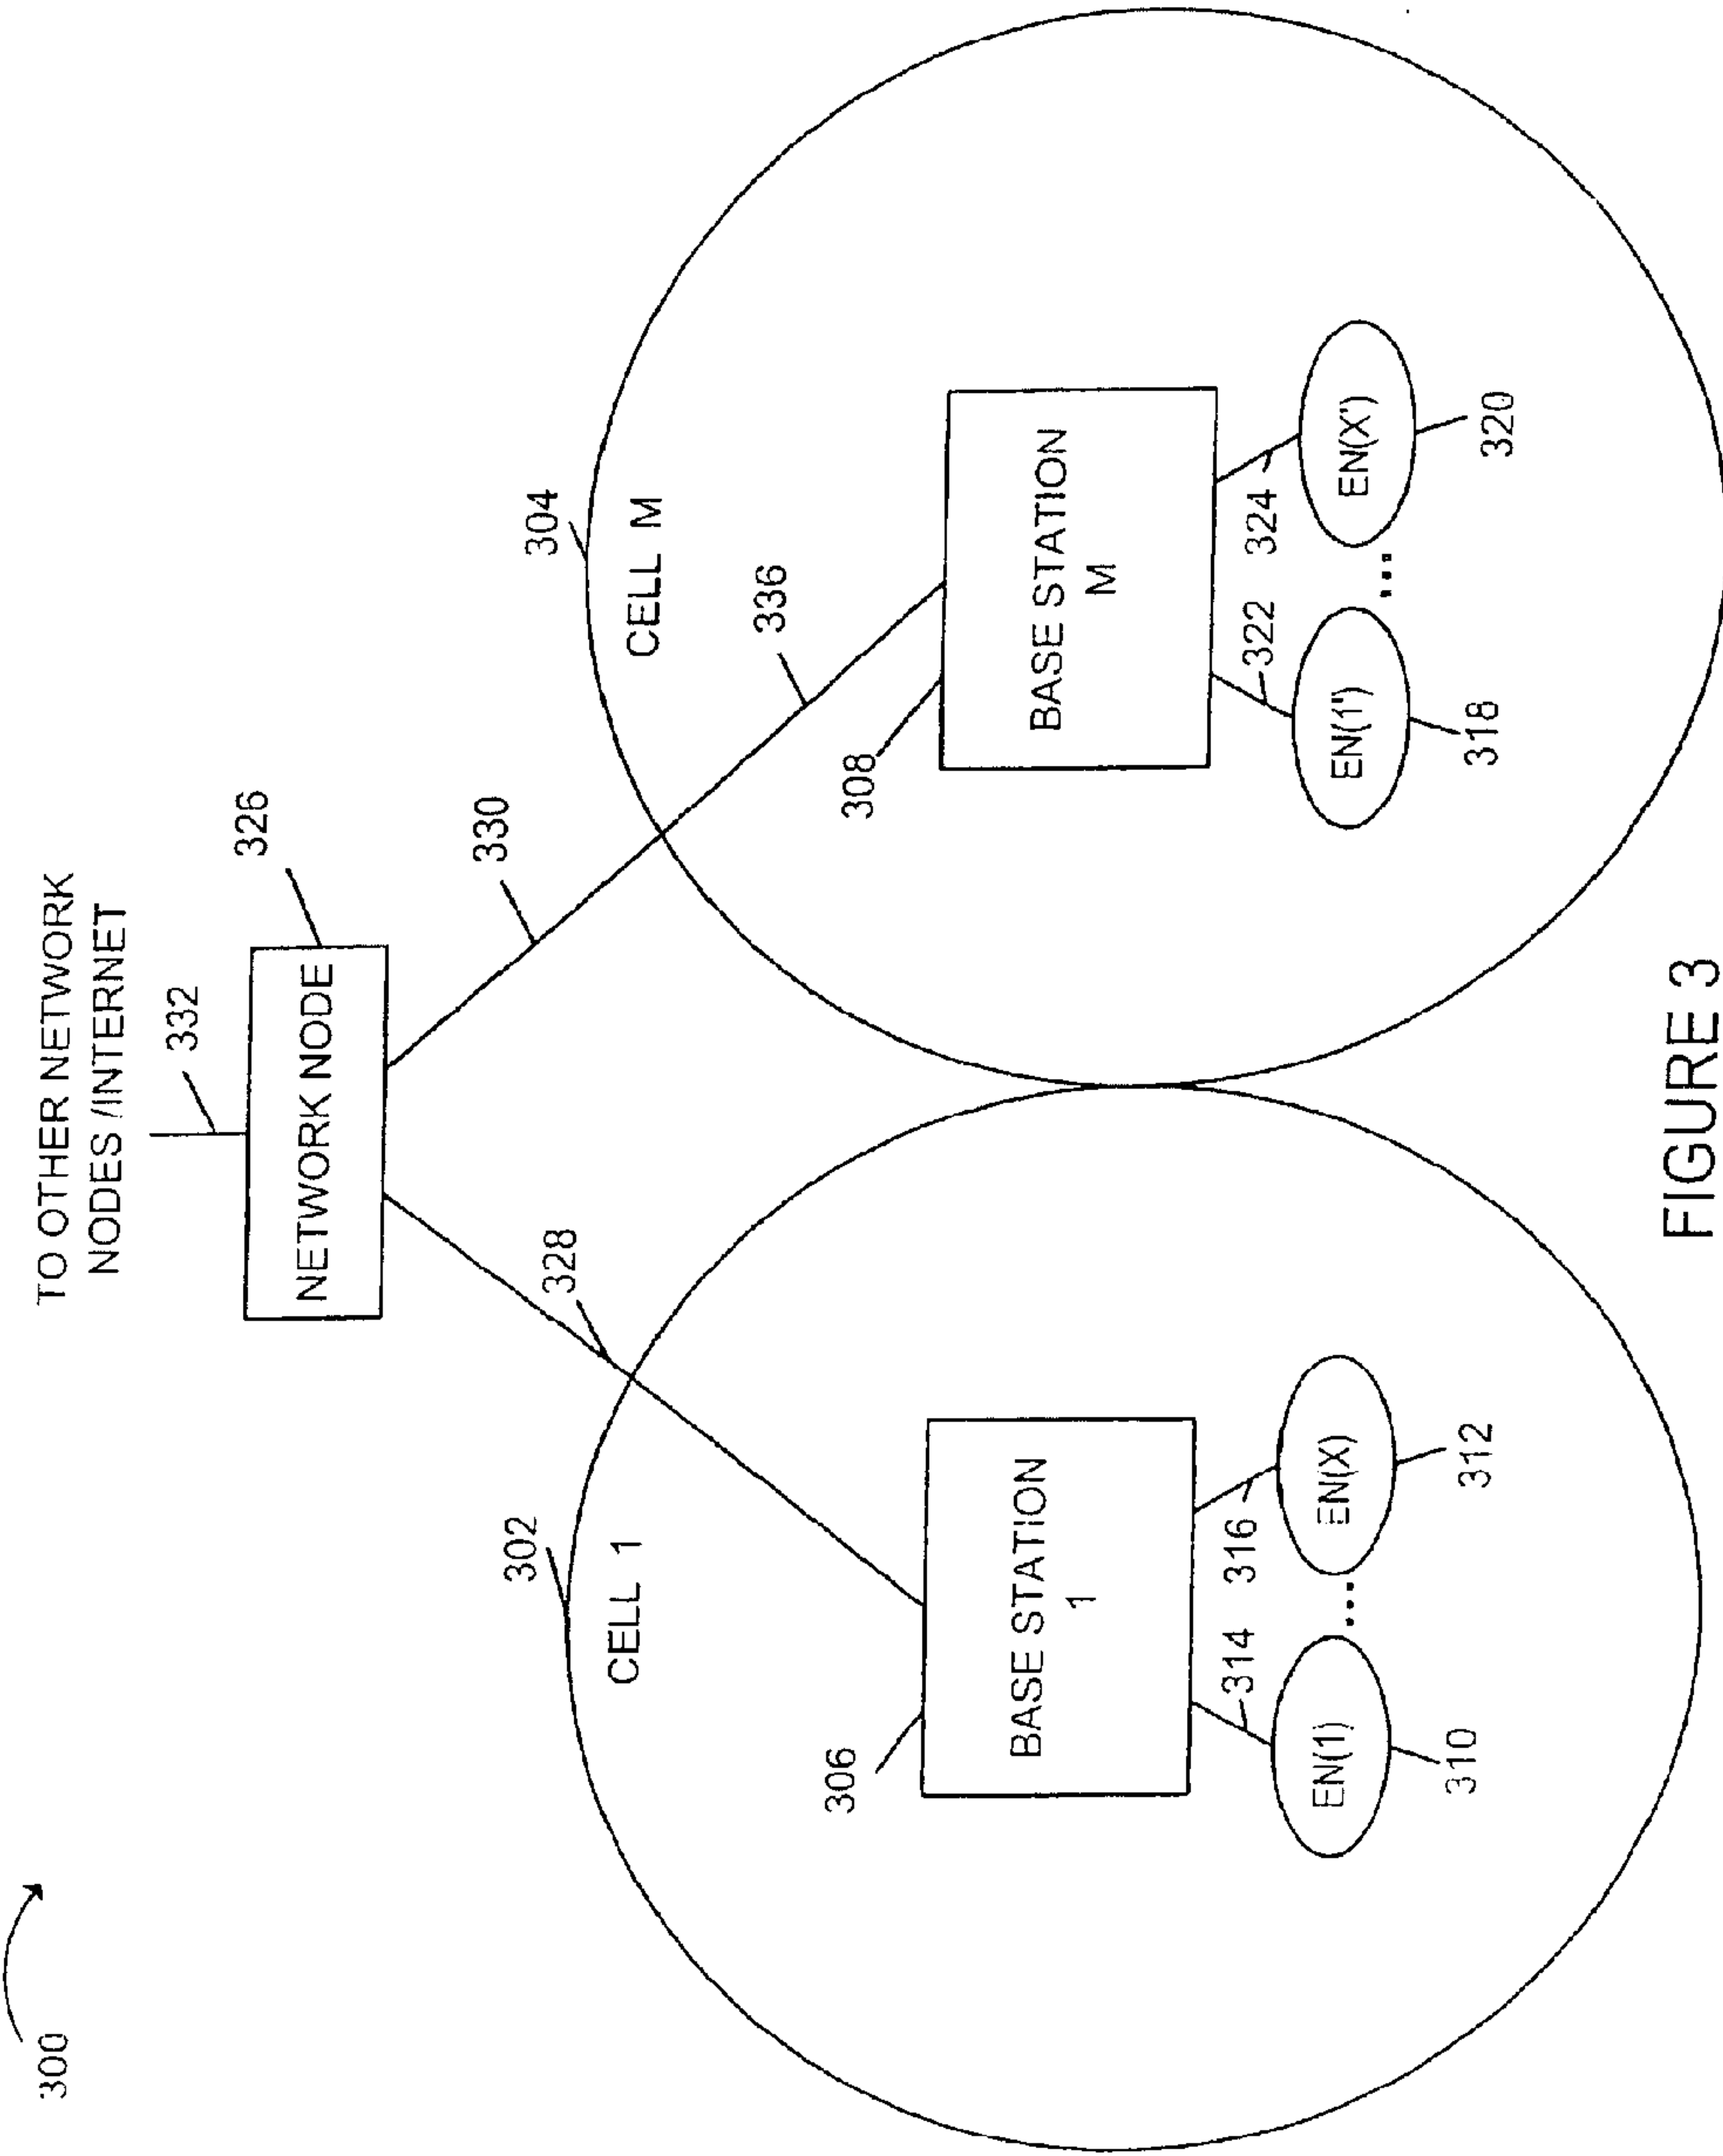 300
TO OTHER NETWORK
NODES /INTERNET
332
326
NETWORK NODE
328
330
302
304
CELL 1
CELL M
336
306
308
BASE STATION
1
BASE STATION
M
314
316
322
324
EN(1)
...
EN(X)
EN(1')
...
EN(X')
310
312
318
320
FIGURE 3